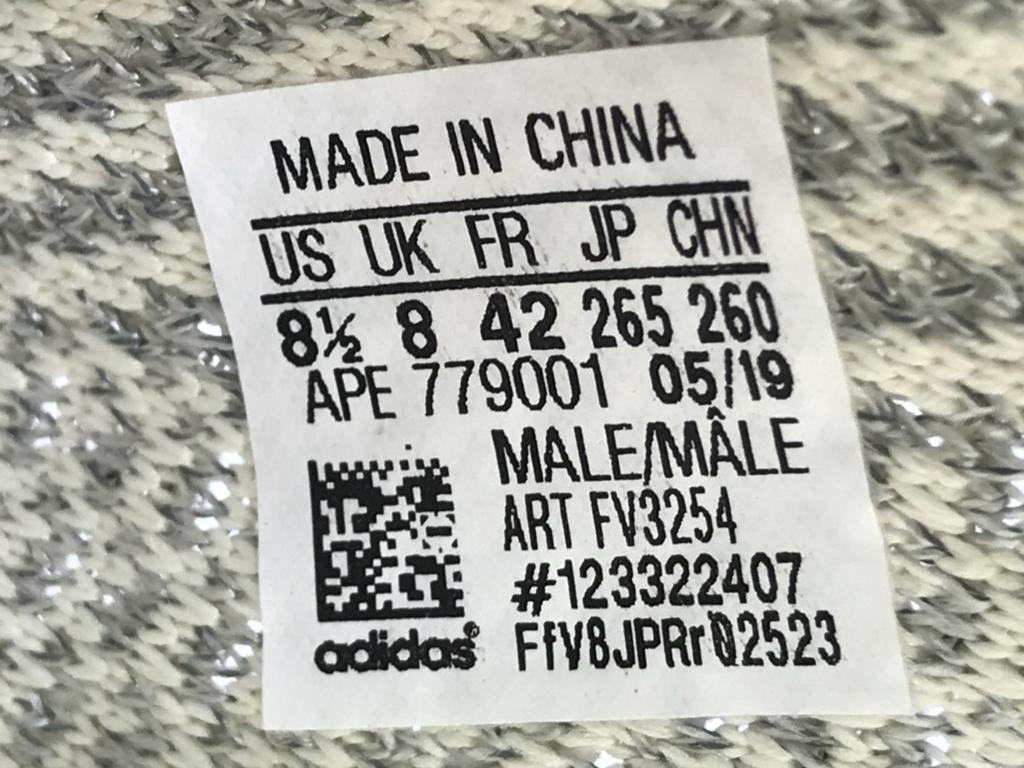 MADE IN CHINA
US UK FR JP CHN
8½ 8 42 265 260
APE 779001 05/19
MALE/MÂLE
ART FV3254
#123322407
adidas® FfV8JPRr02523